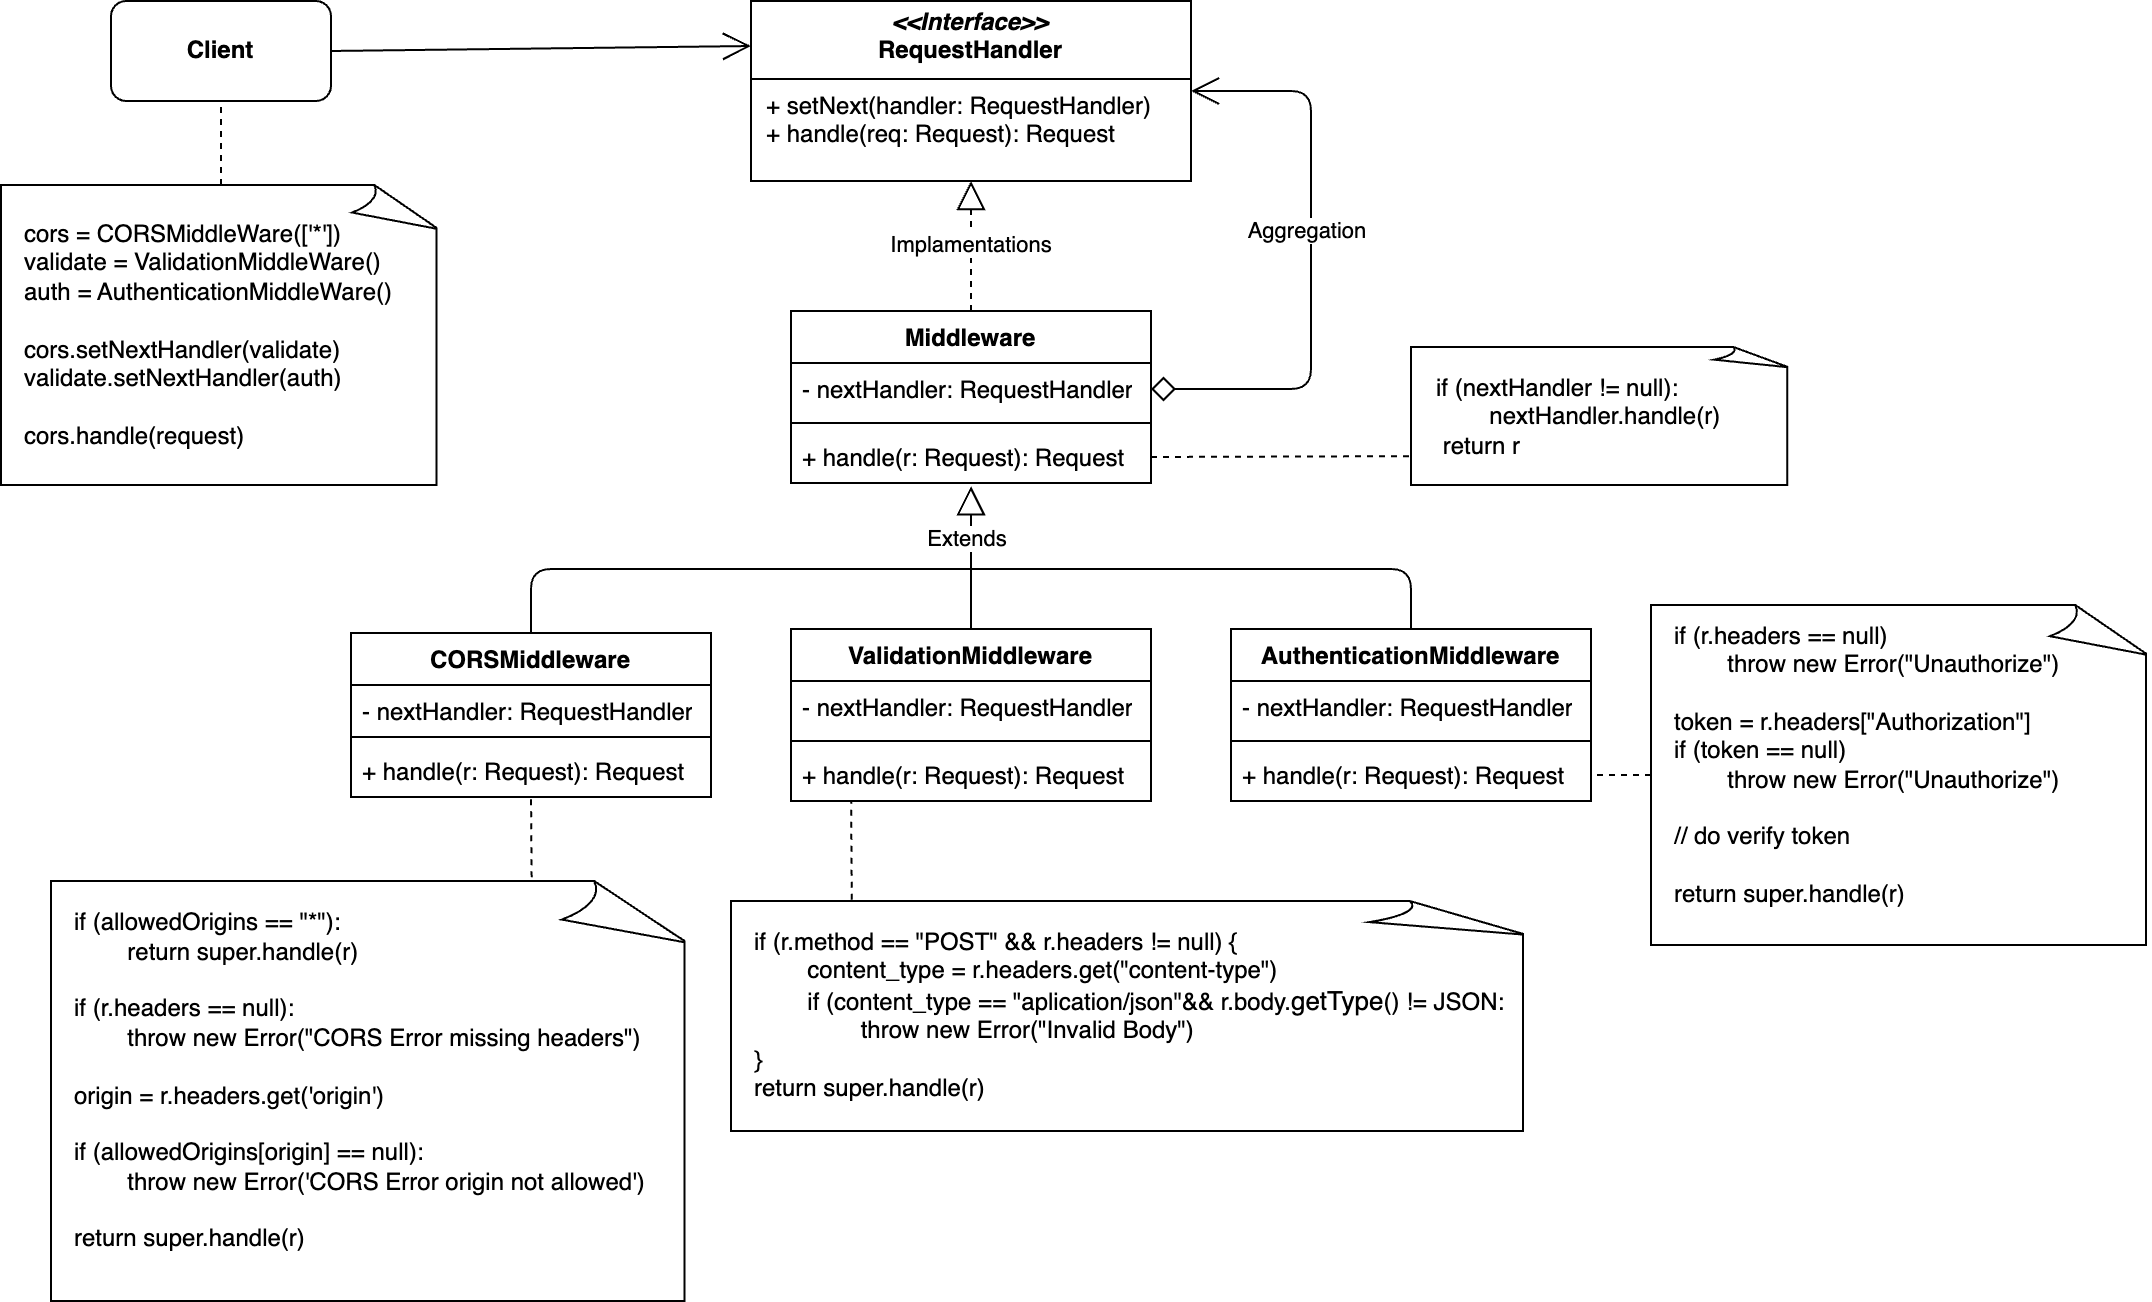 Client
<<Interface>>
RequestHandler
+ setNext(handler: RequestHandler)
+ handle(req: Request): Request
cors = CORSMiddleWare(['*'])
validate = ValidationMiddleWare()
auth = AuthenticationMiddleWare()
cors.setNextHandler(validate)
validate.setNextHandler(auth)
cors.handle(request)
Implamentations
Aggregation
Middleware
- nextHandler: RequestHandler
+ handle(r: Request): Request
if (nextHandler != null):
nextHandler.handle(r)
return r
Extends
CORSMiddleware
- nextHandler: RequestHandler
+ handle(r: Request): Request
ValidationMiddleware
- nextHandler: RequestHandler
+ handle(r: Request): Request
AuthenticationMiddleware
- nextHandler: RequestHandler
+ handle(r: Request): Request
if (r.headers == null)
throw new Error("Unauthorize")
token = r.headers["Authorization"]
if (token == null)
throw new Error("Unauthorize")
// do verify token
return super.handle(r)
if (allowedOrigins == "*"):
return super.handle(r)
if (r.headers == null):
throw new Error("CORS Error missing headers")
origin = r.headers.get('origin')
if (allowedOrigins[origin] == null):
throw new Error('CORS Error origin not allowed')
return super.handle(r)
if (r.method == "POST" && r.headers != null) {
content_type = r.headers.get("content-type")
if (content_type == "aplication/json"&& r.body.getType() != JSON:
throw new Error("Invalid Body")
}
return super.handle(r)